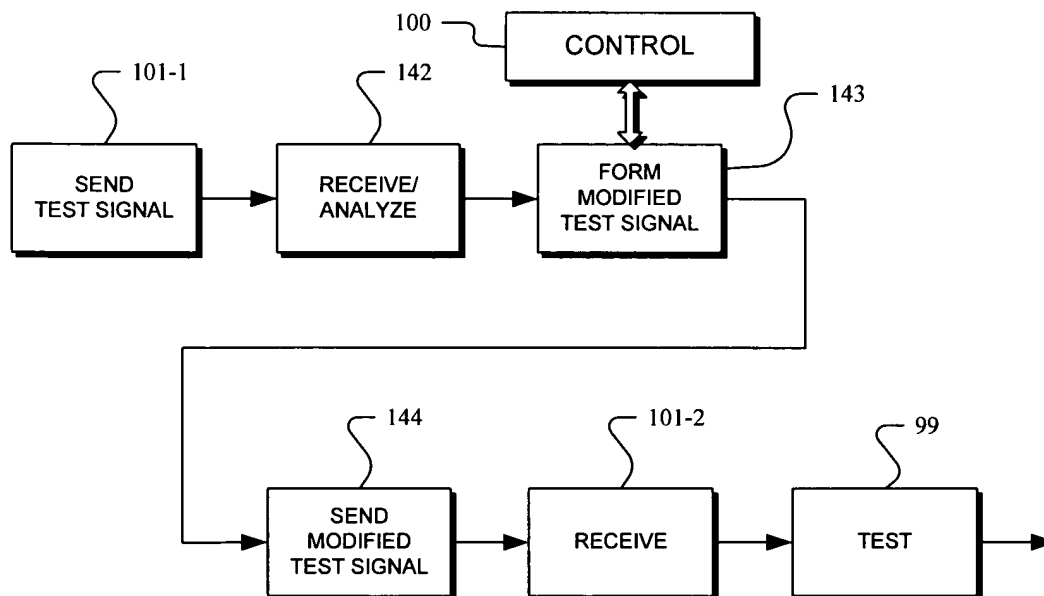 100
CONTROL
101-1
142
143
SEND
TEST SIGNAL
RECEIVE/
ANALYZE
FORM
MODIFIED
TEST SIGNAL
144
101-2
99
SEND
MODIFIED
TEST SIGNAL
RECEIVE
TEST